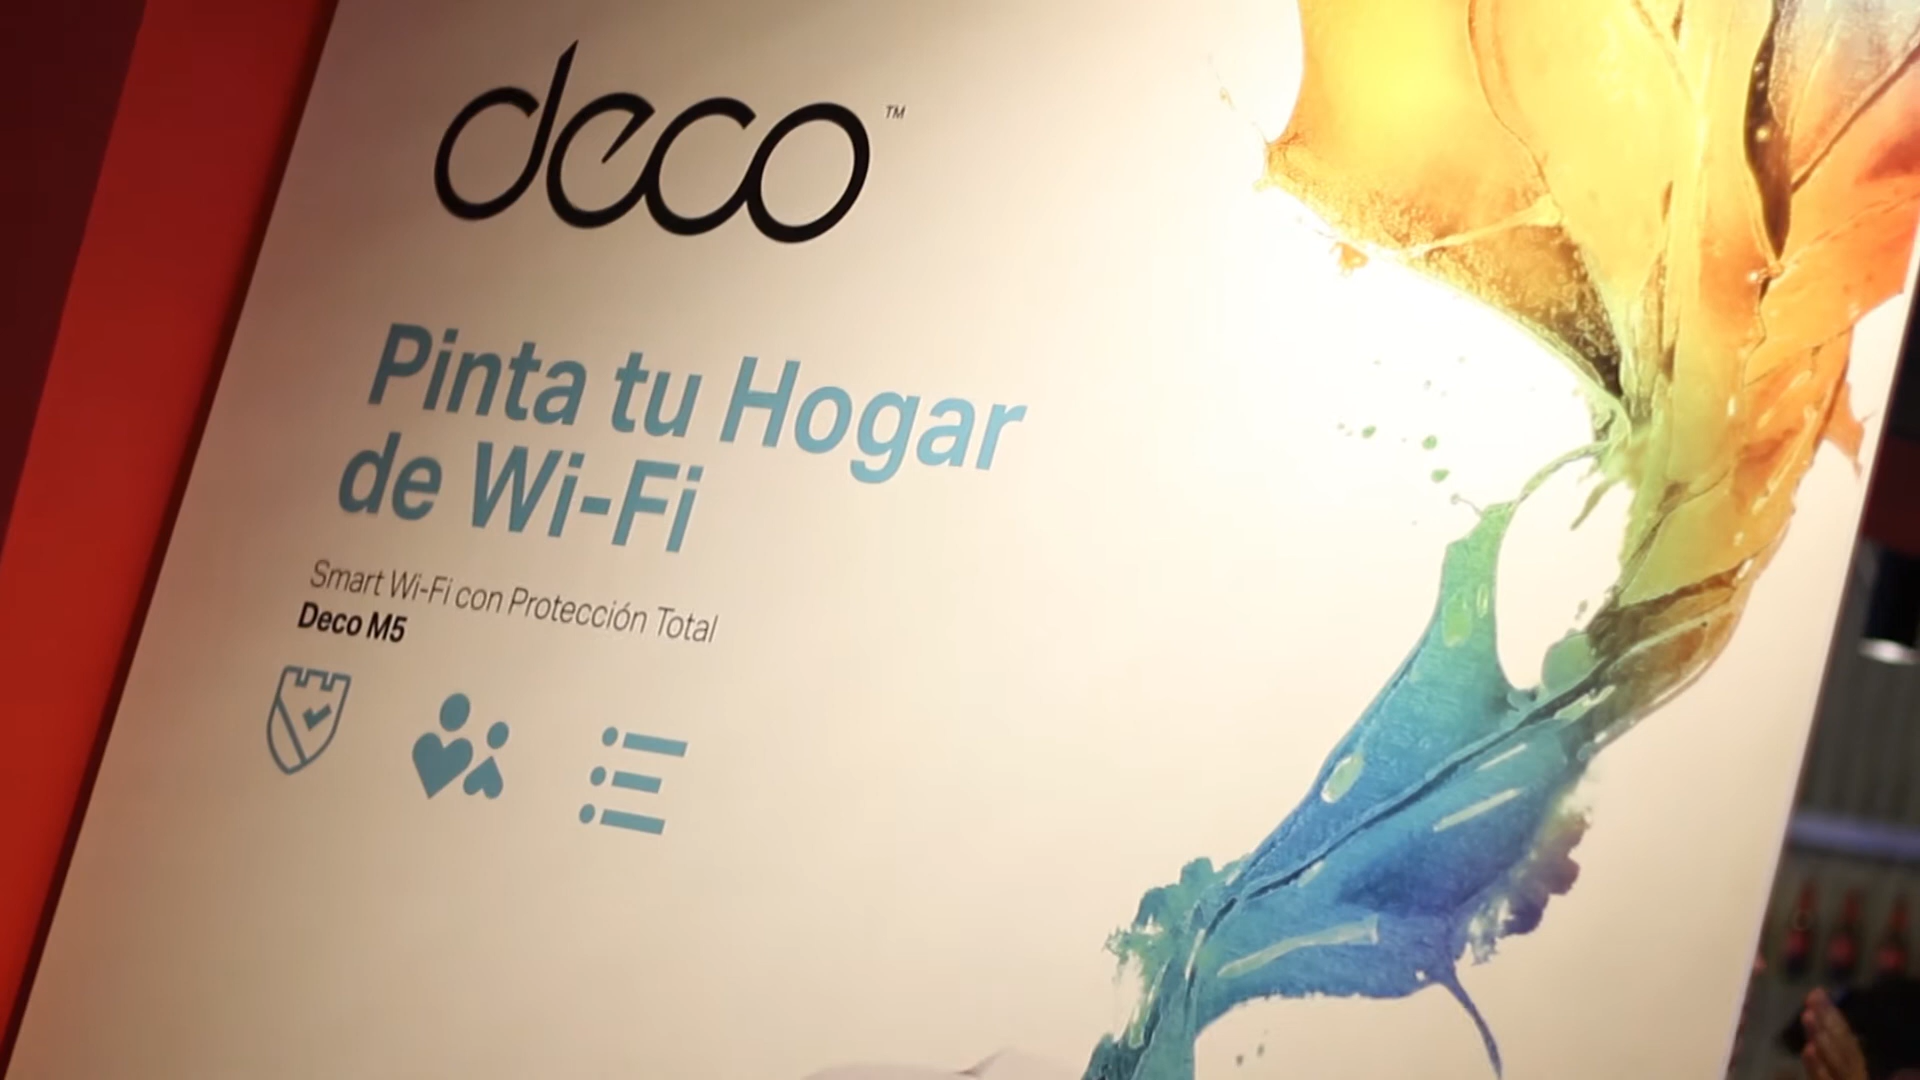 deco™
Pinta tu Hogar
de Wi-Fi
Smart Wi-Fi con Protección Total
Deco M5